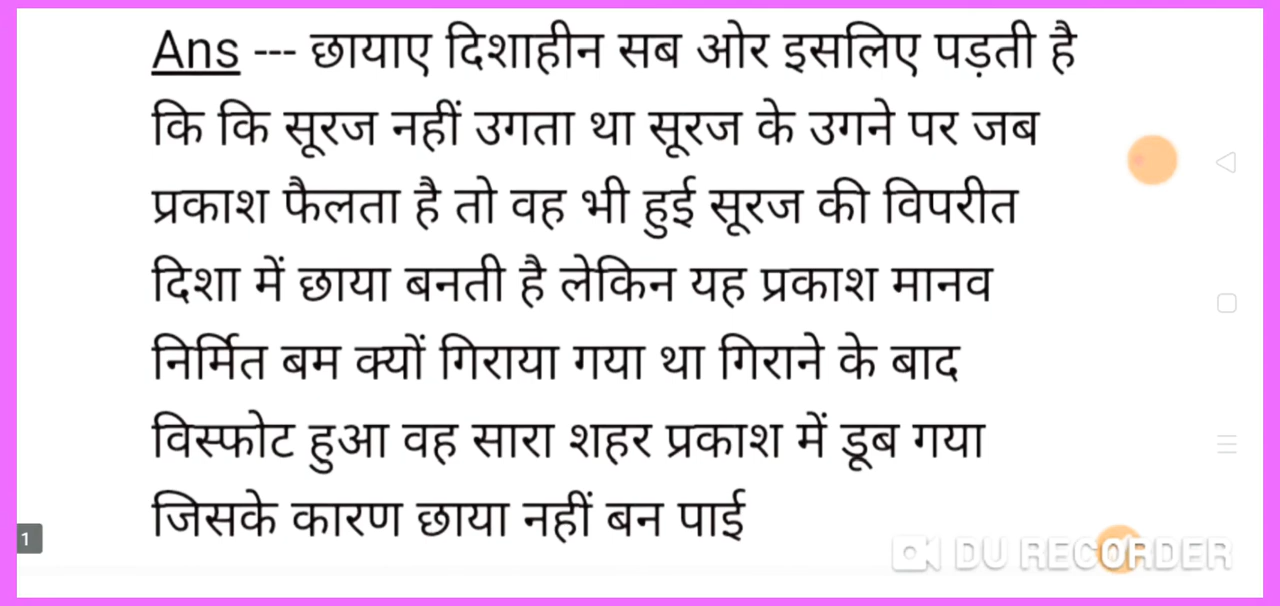 Ans --- छायाए दिशाहीन सब ओर इसलिए पड़ती है
कि कि सूरज नहीं उगता था सूरज के उगने पर जब
प्रकाश फैलता है तो वह भी हुई सूरज की विपरीत
दिशा में छाया बनती है लेकिन यह प्रकाश मानव
निर्मित बम क्यों गिराया गया था गिराने के बाद
विस्फोट हुआ वह सारा शहर प्रकाश में डूब गया
जिसके कारण छाया नहीं बन पाई
1
DU RECORDER